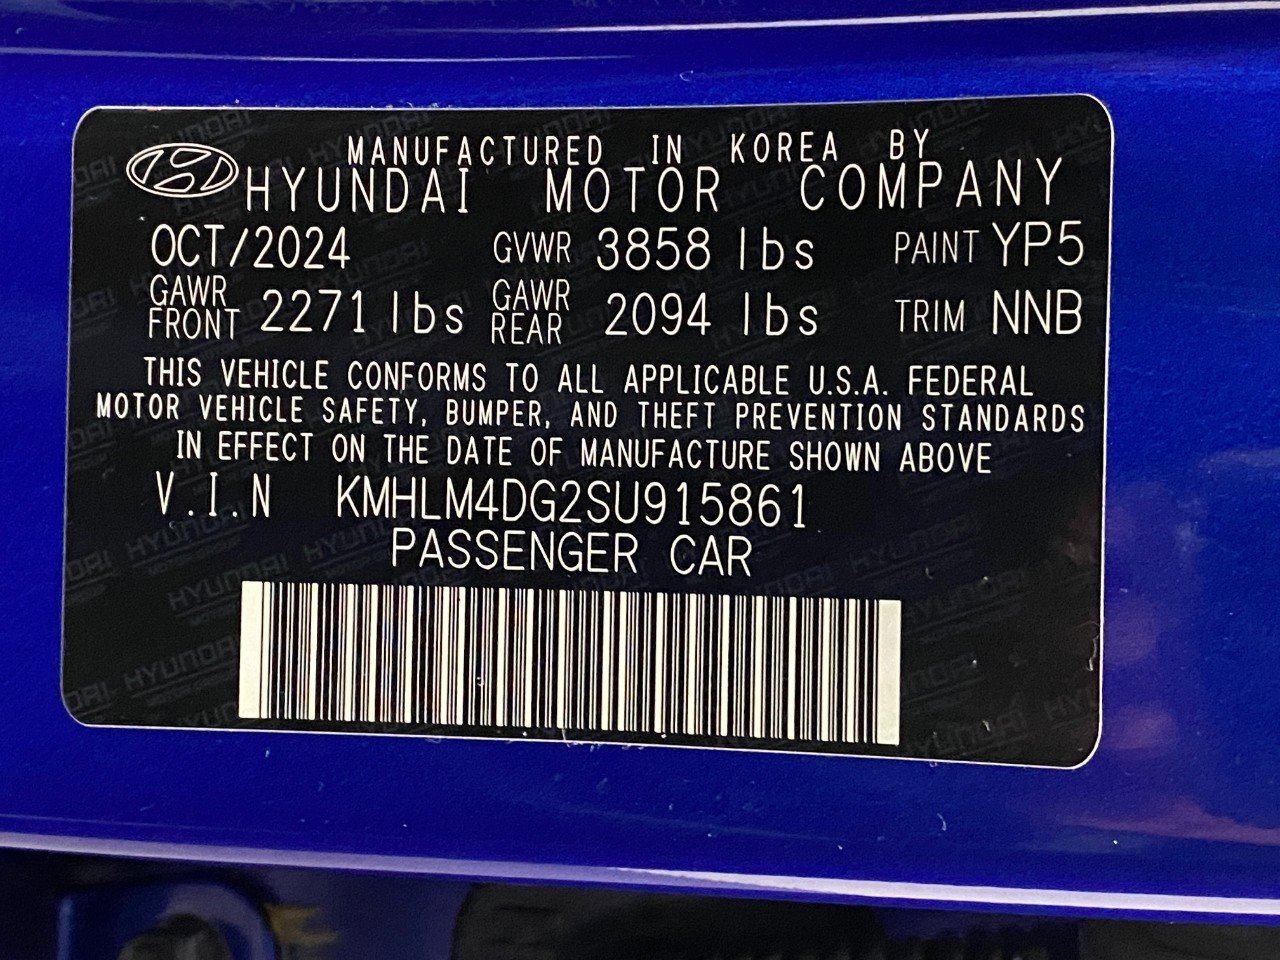 MANUFACTURED IN KOREA BY
HYUNDAI MOTOR COMPANY
OCT/2024 GVWR 3858 lbs PAINT YP5
GAWR FRONT 2271 lbs GAWR REAR 2094 lbs TRIM NNB
THIS VEHICLE CONFORMS TO ALL APPLICABLE U.S.A. FEDERAL
MOTOR VEHICLE SAFETY, BUMPER, AND THEFT PREVENTION STANDARDS
IN EFFECT ON THE DATE OF MANUFACTURE SHOWN ABOVE
V.I.N KMHLM4DG2SU915861
PASSENGER CAR